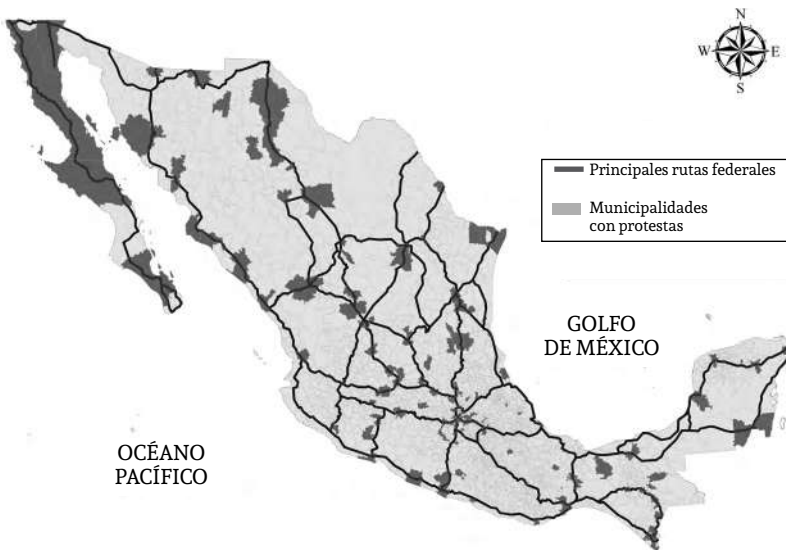 N
W E
S
Principales rutas federales
Municipalidades
con protestas
GOLFO
DE MÉXICO
OCÉANO
PACÍFICO